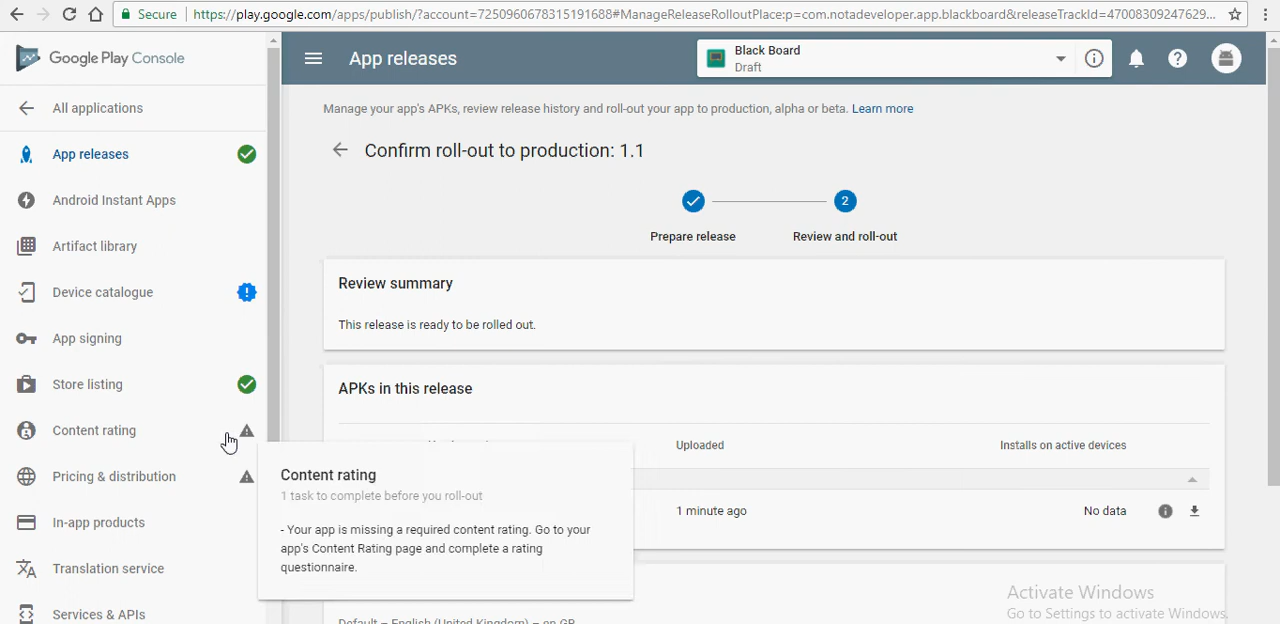 Secure
https://play.google.com/apps/publish/?account=7250960678315191688#ManageReleaseRolloutPlace:p=com.notadeveloper.app.blackboard&releaseTrackId=47008309247629...
Google Play Console
App releases
Black Board
Draft
All applications
App releases
Android Instant Apps
Artifact library
Device catalogue
App signing
Store listing
Content rating
Pricing & distribution
In-app products
Translation service
Services & APIs
Manage your app's APKs, review release history and roll-out your app to production, alpha or beta. Learn more
Confirm roll-out to production: 1.1
2
Prepare release
Review and roll-out
Review summary
This release is ready to be rolled out.
APKs in this release
Uploaded
Installs on active devices
1 minute ago
No data
Content rating
1 task to complete before you roll-out
- Your app is missing a required content rating. Go to your
app's Content Rating page and complete a rating
questionnaire.
Default – English (United Kingdom) – en-GB
Activate Windows
Go to Settings to activate Windows.